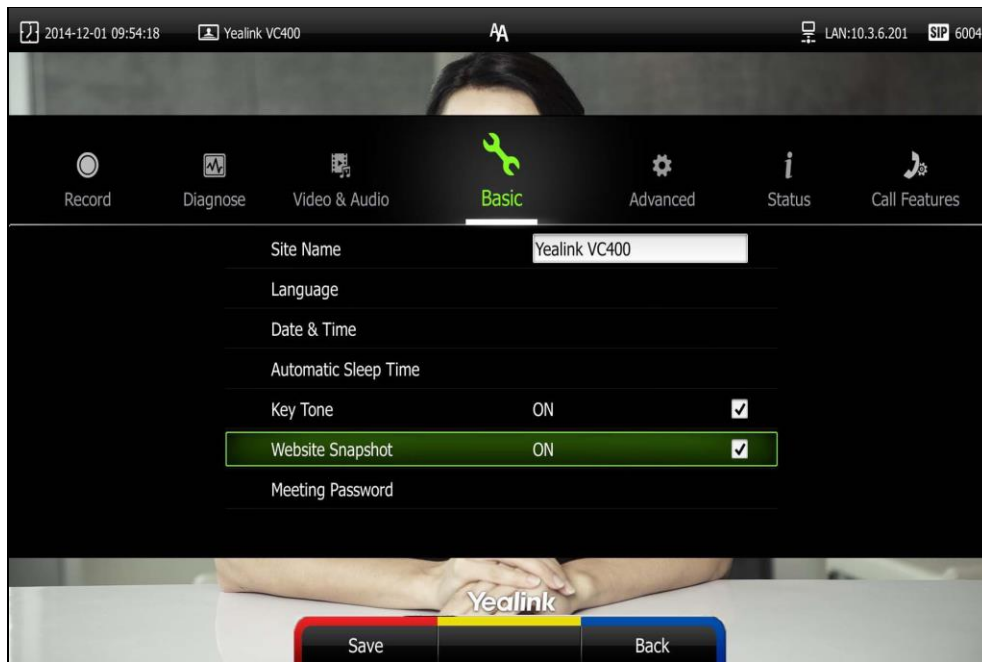 2014-12-01 09:54:18 Yealink VC400 AA LAN:10.3.6.201 SIP 6004
Record Diagnose Video & Audio Basic Advanced Status Call Features
Site Name Yealink VC400
Language
Date & Time
Automatic Sleep Time
Key Tone ON
Website Snapshot ON
Meeting Password
Yealink
Save Back